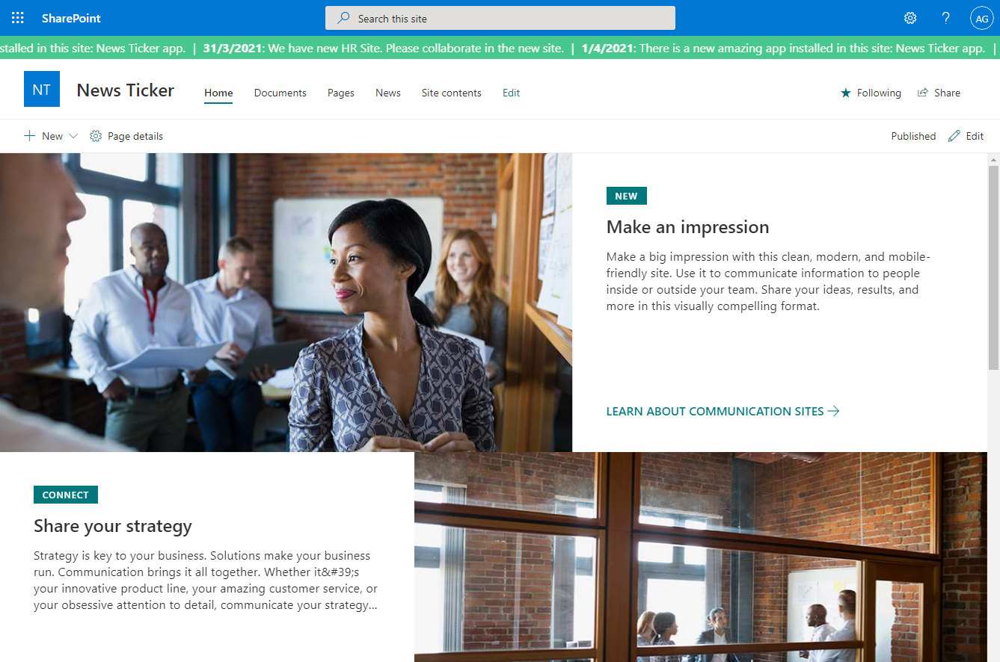 SharePoint
Search this site
?
AG
stalled in this site: News Ticker app. | 31/3/2021: We have new HR Site. Please collaborate in the new site. | 1/4/2021: There is a new amazing app installed in this site: News Ticker app. |
NT
News Ticker
Home
Documents
Pages
News
Site contents
Edit
Following
Share
New
Page details
Published
Edit
NEW
Make an impression
Make a big impression with this clean, modern, and mobile-
friendly site. Use it to communicate information to people
inside or outside your team. Share your ideas, results, and
more in this visually compelling format.
LEARN ABOUT COMMUNICATION SITES
CONNECT
Share your strategy
Strategy is key to your business. Solutions make your business
run. Communication brings it all together. Whether it&#39;s
your innovative product line, your amazing customer service, or
your obsessive attention to detail, communicate your strategy...